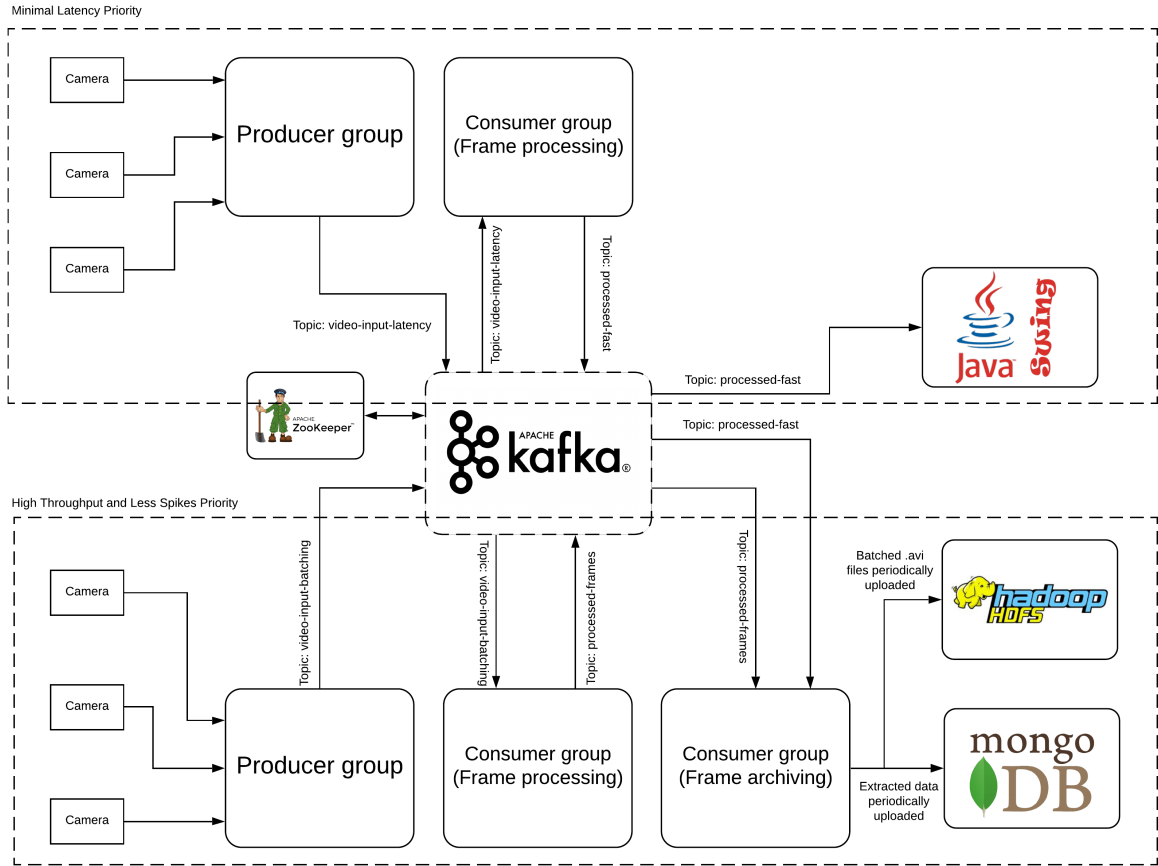 Minimal Latency Priority
Camera
Camera
Camera
Producer group
Consumer group
(Frame processing)
Topic: video-input-latency
Topic: video-input-latency
Topic: processed-fast
Java™
Swing
Topic: processed-fast
APACHE
ZooKeeper™
APACHE
kafka®
Topic: processed-fast
High Throughput and Less Spikes Priority
Camera
Camera
Camera
Topic: video-input-batching
Topic: video-input-batching
Topic: processed-frames
Topic: processed-frames
Producer group
Consumer group
(Frame processing)
Consumer group
(Frame archiving)
Batched .avi
files periodically
uploaded
hadoop
HDFS
Extracted data
periodically
uploaded
mongo
DB